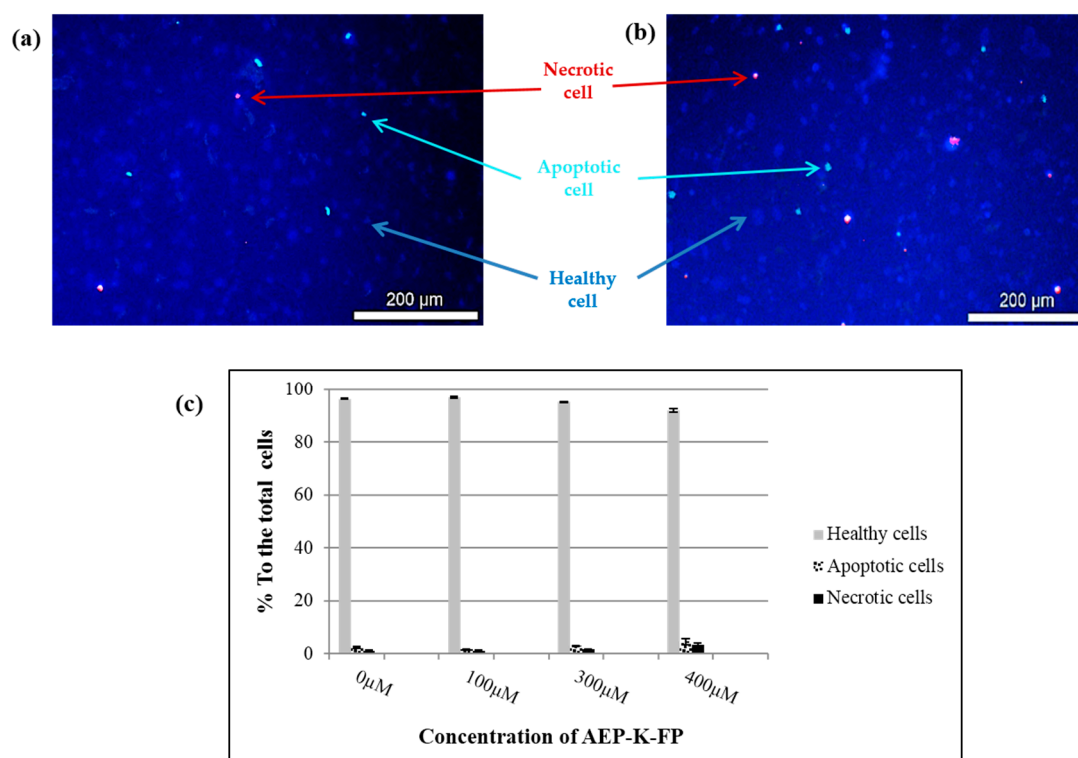 (a)
(b)
Necrotic
cell
Apoptotic
cell
Healthy
cell
200 µm
200 µm
(c)
% To the total cells
100
80
60
40
20
0
0µM
100µM
300µM
400µM
Concentration of AEP-K-FP
Healthy cells
Apoptotic cells
Necrotic cells